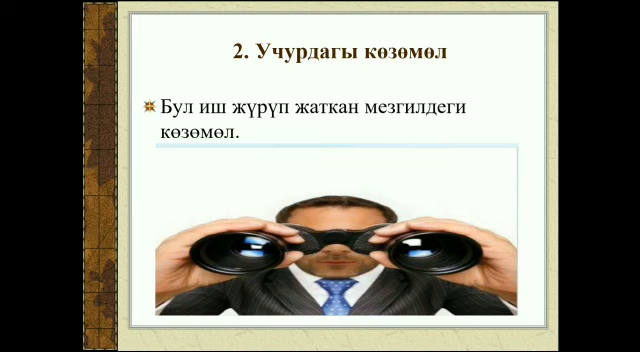 2. Учурдагы көзөмөл
Бул иш жүрүп жаткан мезгилдеги
көзөмөл.